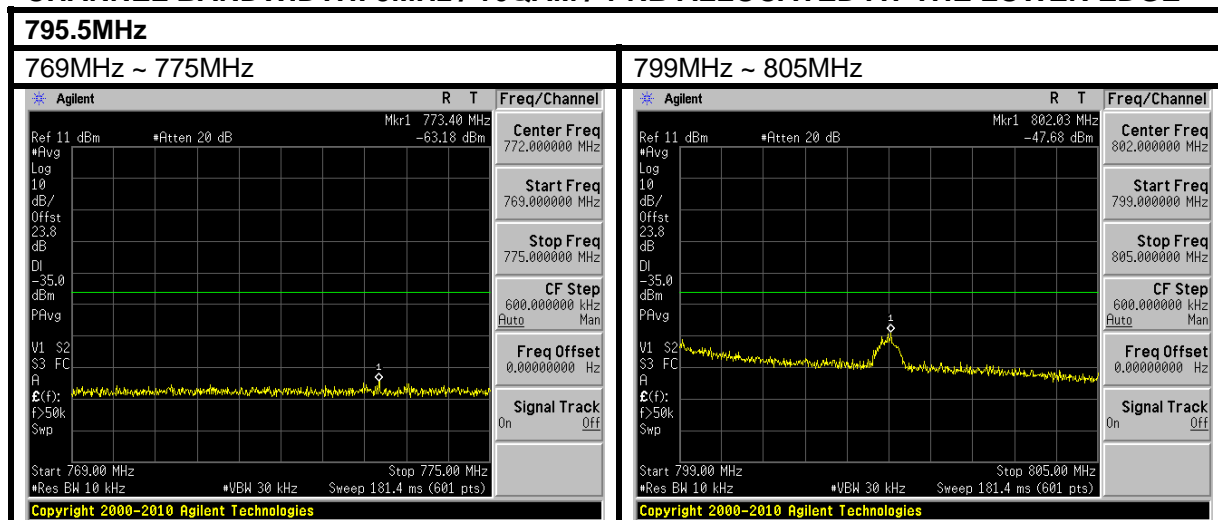 795.5MHz
769MHz ~ 775MHz
Agilent R T Freq/Channel
Mkr1 773.40 MHz
Ref 11 dBm #Atten 20 dB -63.18 dBm
#Avg
Log
10
dB/
Offst
23.8
dB
DI
-35.0
dBm
PAvg
V1 S2
S3 FC
A
£(f):
f>50k
Swp
1
Start 769.00 MHz Stop 775.00 MHz
#Res BW 10 kHz #VBW 30 kHz Sweep 181.4 ms (601 pts)
Center Freq
772.000000 MHz
Start Freq
769.000000 MHz
Stop Freq
775.000000 MHz
CF Step
600.000000 kHz
Auto Man
Freq Offset
0.00000000 Hz
Signal Track
On Off
Copyright 2000-2010 Agilent Technologies
799MHz ~ 805MHz
Agilent R T Freq/Channel
Mkr1 802.03 MHz
Ref 11 dBm #Atten 20 dB -47.68 dBm
#Avg
Log
10
dB/
Offst
23.8
dB
DI
-35.0
dBm
PAvg
V1 S2
S3 FC
A
£(f):
f>50k
Swp
1
Start 799.00 MHz Stop 805.00 MHz
#Res BW 10 kHz #VBW 30 kHz Sweep 181.4 ms (601 pts)
Center Freq
802.000000 MHz
Start Freq
799.000000 MHz
Stop Freq
805.000000 MHz
CF Step
600.000000 kHz
Auto Man
Freq Offset
0.00000000 Hz
Signal Track
On Off
Copyright 2000-2010 Agilent Technologies